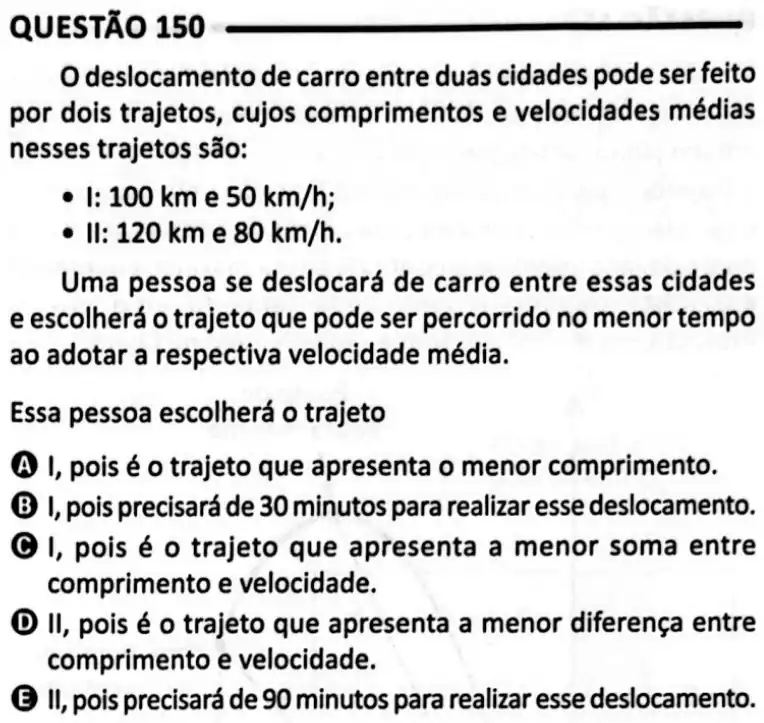 QUESTÃO 150
O deslocamento de carro entre duas cidades pode ser feito
por dois trajetos, cujos comprimentos e velocidades médias
nesses trajetos são:
• I: 100 km e 50 km/h;
• II: 120 km e 80 km/h.
Uma pessoa se deslocará de carro entre essas cidades
e escolherá o trajeto que pode ser percorrido no menor tempo
ao adotar a respectiva velocidade média.
Essa pessoa escolherá o trajeto
A I, pois é o trajeto que apresenta o menor comprimento.
B I, pois precisará de 30 minutos para realizar esse deslocamento.
C I, pois é o trajeto que apresenta a menor soma entre
comprimento e velocidade.
D II, pois é o trajeto que apresenta a menor diferença entre
comprimento e velocidade.
E II, pois precisará de 90 minutos para realizar esse deslocamento.